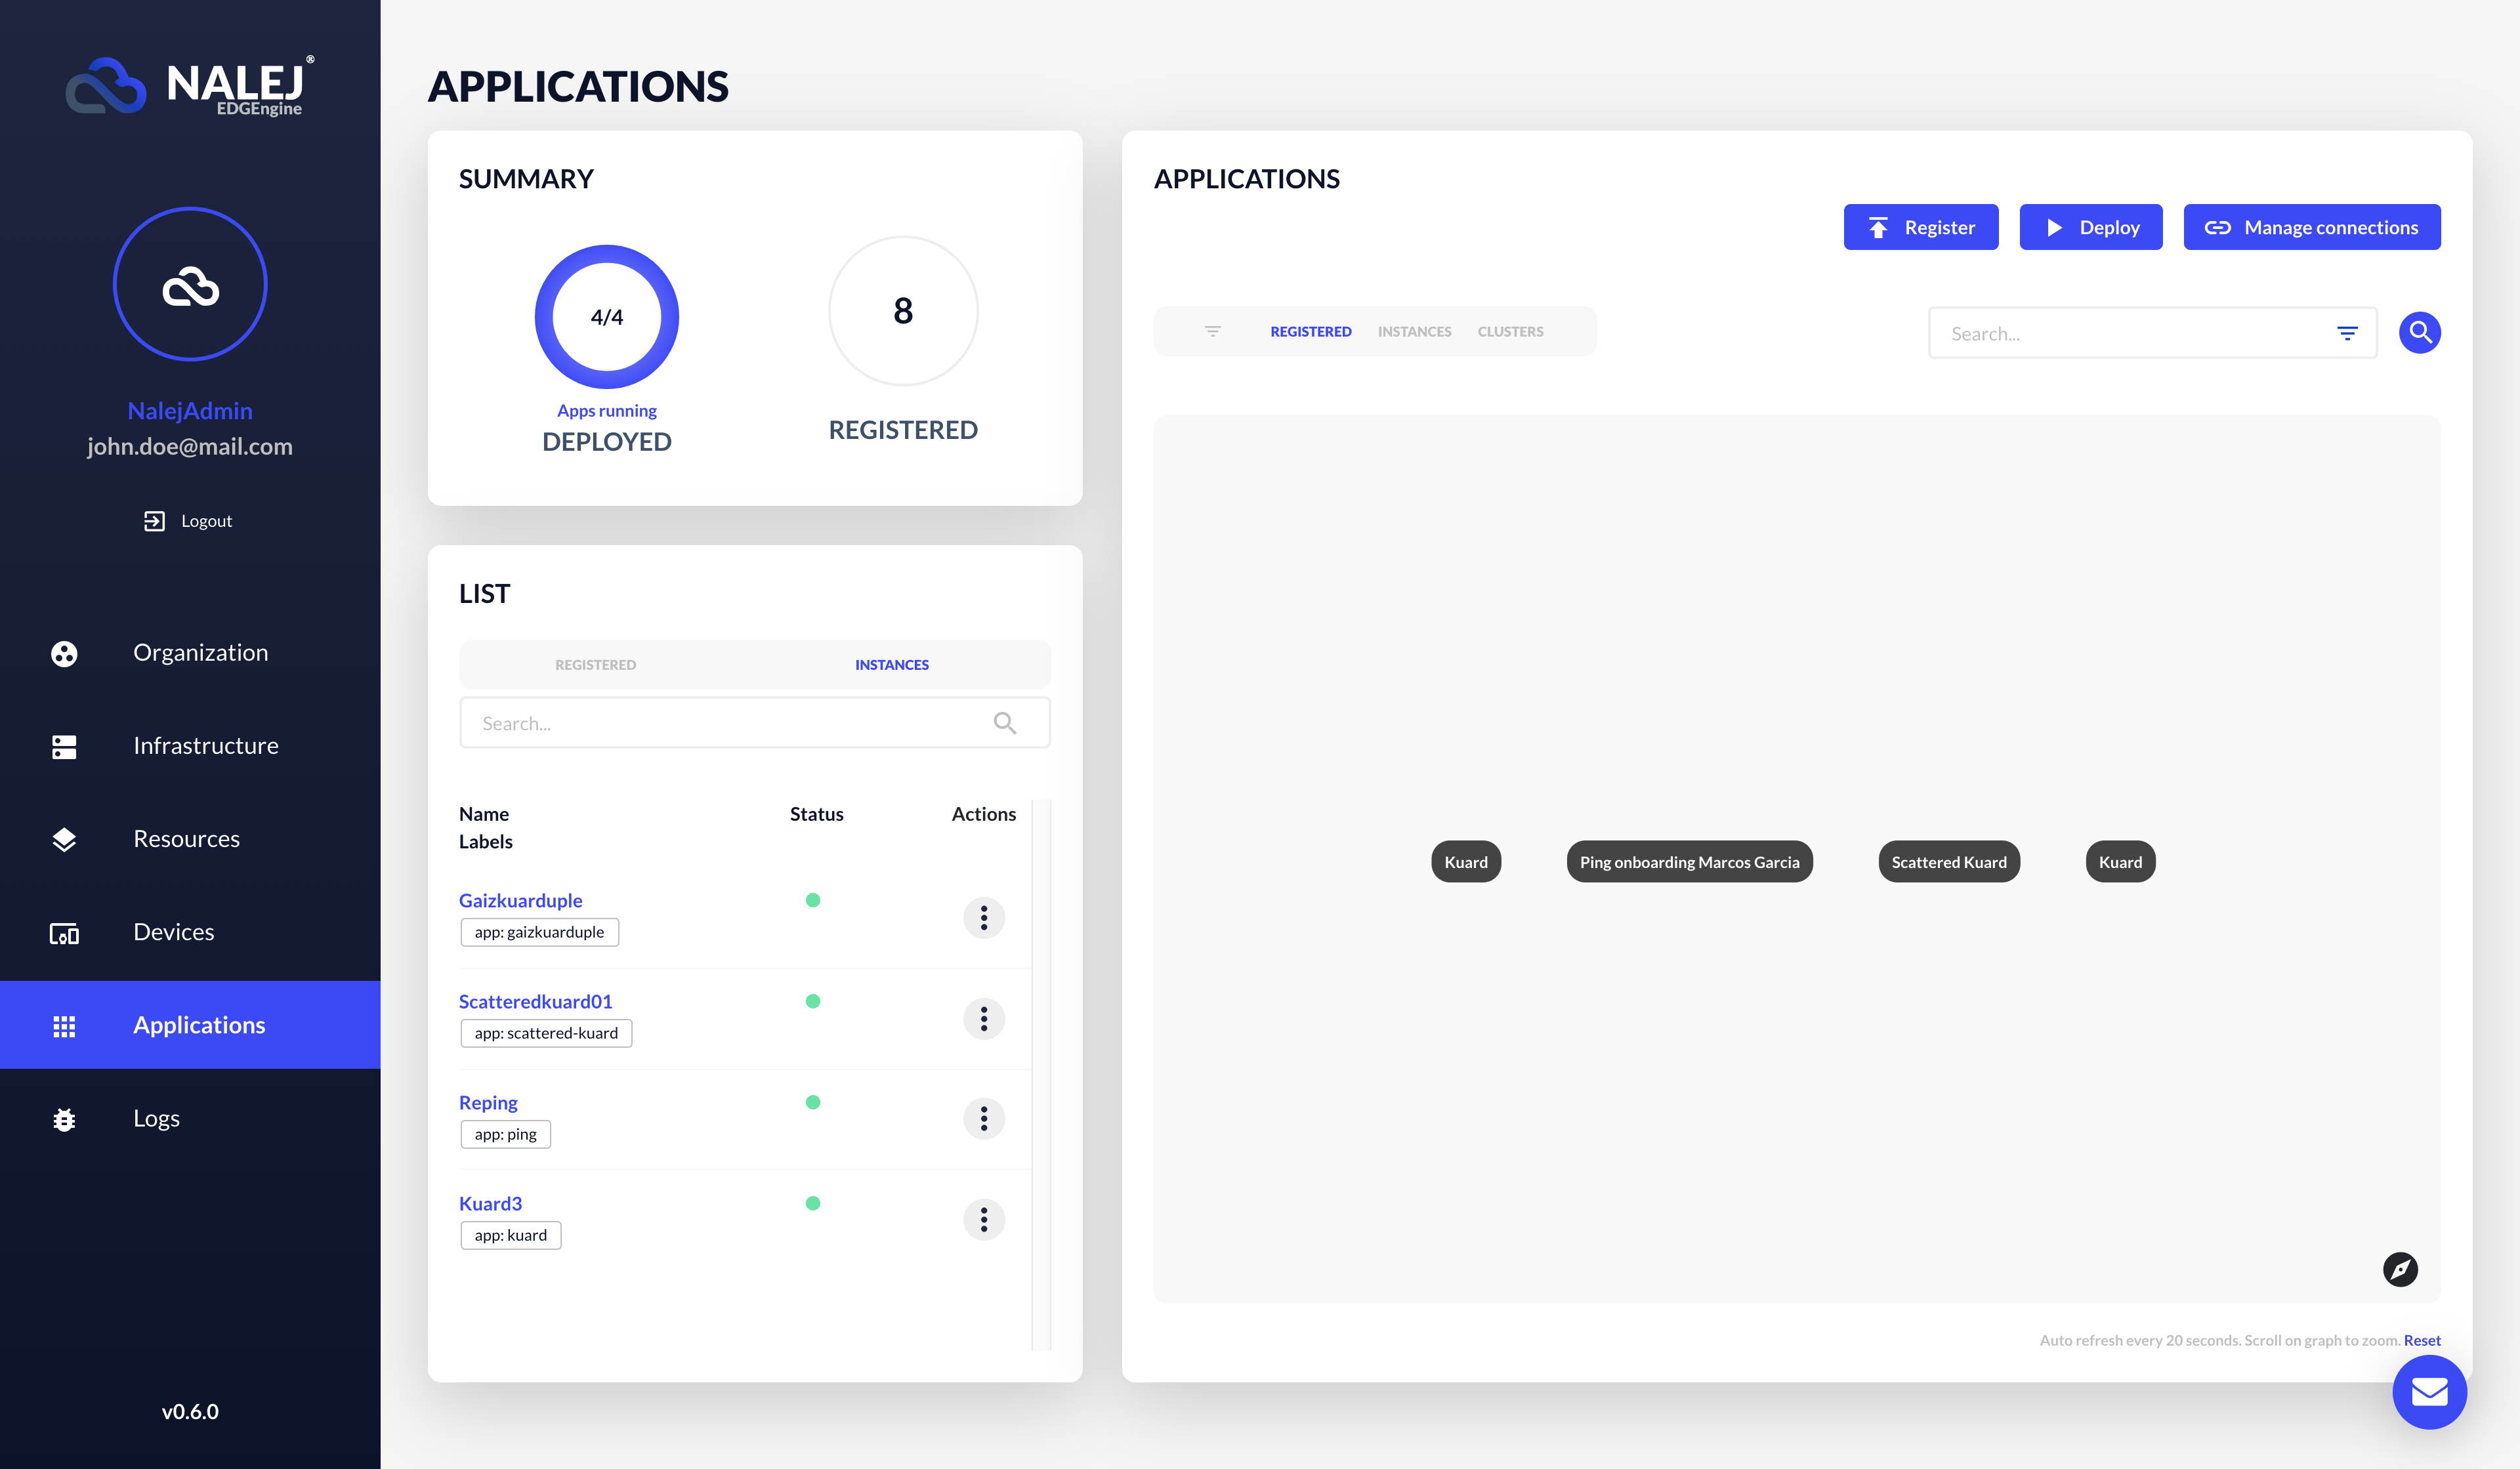 NALEJ®
EDGEngine
NalejAdmin
john.doe@mail.com
Logout
Organization
Infrastructure
Resources
Devices
Applications
Logs
v0.6.0
APPLICATIONS
SUMMARY
4/4
Apps running
DEPLOYED
8
REGISTERED
LIST
REGISTERED INSTANCES
Search...
Name Status Actions
Labels
Gaizkuarduple
app: gaizkuarduple
Scatteredkuard01
app: scattered-kuard
Reping
app: ping
Kuard3
app: kuard
APPLICATIONS
Register Deploy Manage connections
REGISTERED INSTANCES CLUSTERS
Search...
Kuard Ping onboarding Marcos Garcia Scattered Kuard Kuard
Auto refresh every 20 seconds. Scroll on graph to zoom. Reset